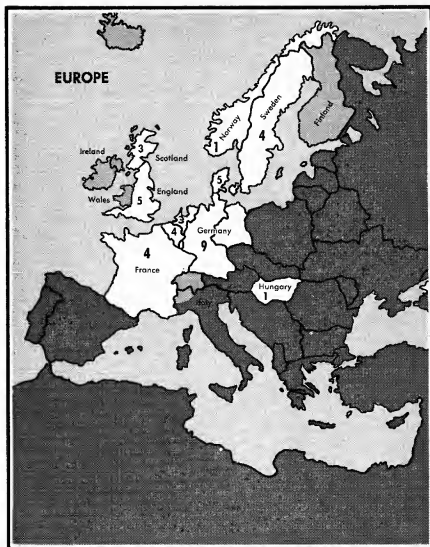 EUROPE
Norway
1
Sweden
4
Finland
Ireland
3
Scotland
England
Wales
5
5
3
4
Germany
9
4
France
Hungary
1
Italy